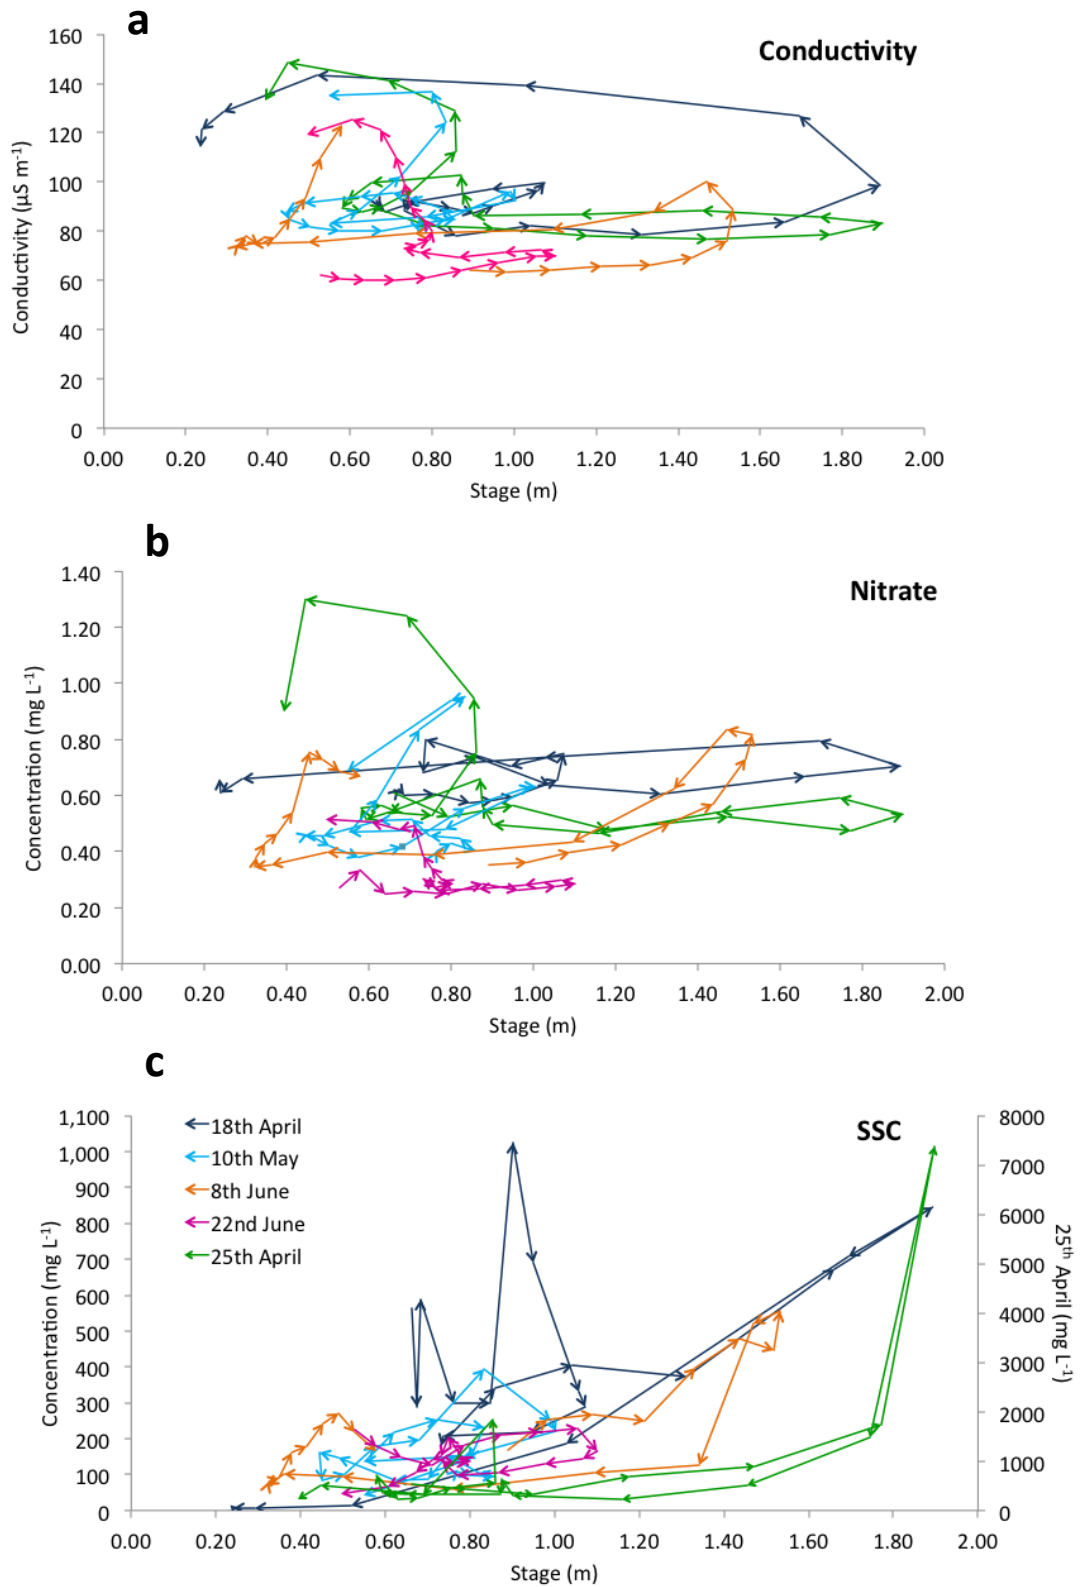 a
Conductivity
160
140
120
100
80
60
40
20
0
Conductivity (µS m-1)
0.00 0.20 0.40 0.60 0.80 1.00 1.20 1.40 1.60 1.80 2.00
Stage (m)
b
Nitrate
1.40
1.20
1.00
0.80
0.60
0.40
0.20
0.00
Concentration (mg L-1)
0.00 0.20 0.40 0.60 0.80 1.00 1.20 1.40 1.60 1.80 2.00
Stage (m)
c
SSC
1,100
1,000
900
800
700
600
500
400
300
200
100
0
Concentration (mg L-1)
18th April
10th May
8th June
22nd June
25th April
8000
7000
6000
5000
4000
3000
2000
1000
0
25th April (mg L-1)
0.00 0.20 0.40 0.60 0.80 1.00 1.20 1.40 1.60 1.80 2.00
Stage (m)